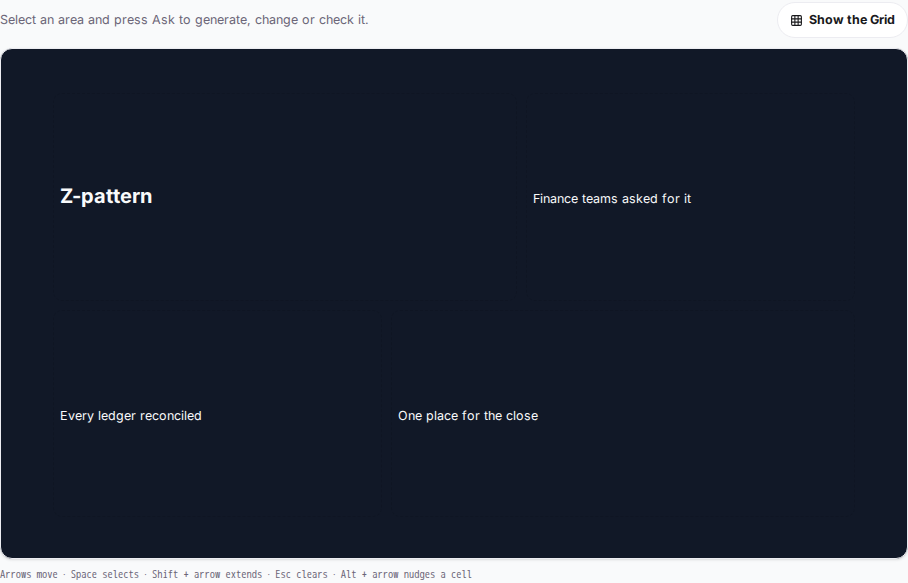 Select an area and press Ask to generate, change or check it.
Show the Grid
Z-pattern
Finance teams asked for it
Every ledger reconciled
One place for the close
Arrows move · Space selects · Shift + arrow extends · Esc clears · Alt + arrow nudges a cell